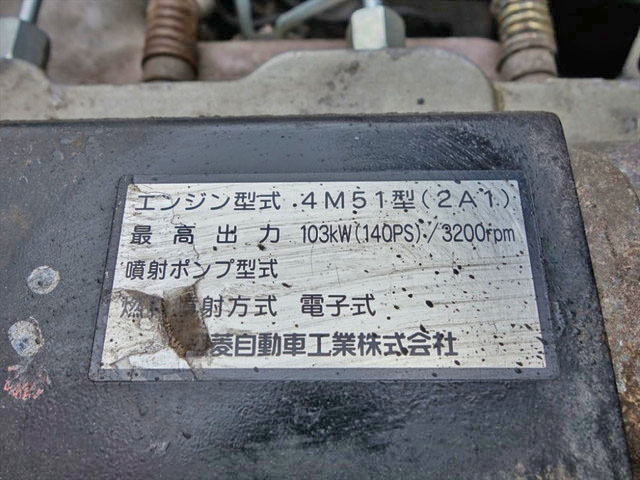 エンジン型式 4M51型(2A1)
最高出力 103kW(140PS)/3200rpm
噴射ポンプ型式
燃 射方式 電子式
菱自動車工業株式会社